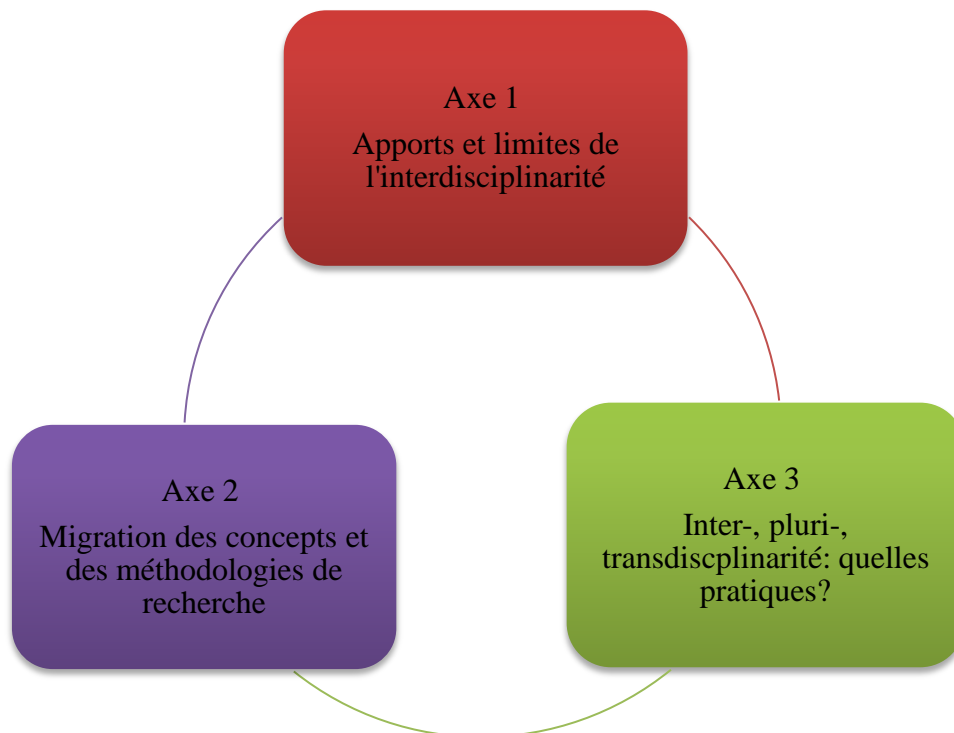 Axe 1
Apports et limites de
l'interdisciplinarité
Axe 2
Migration des concepts et
des méthodologies de
recherche
Axe 3
Inter-, pluri-,
transdiscplinarité: quelles
pratiques?